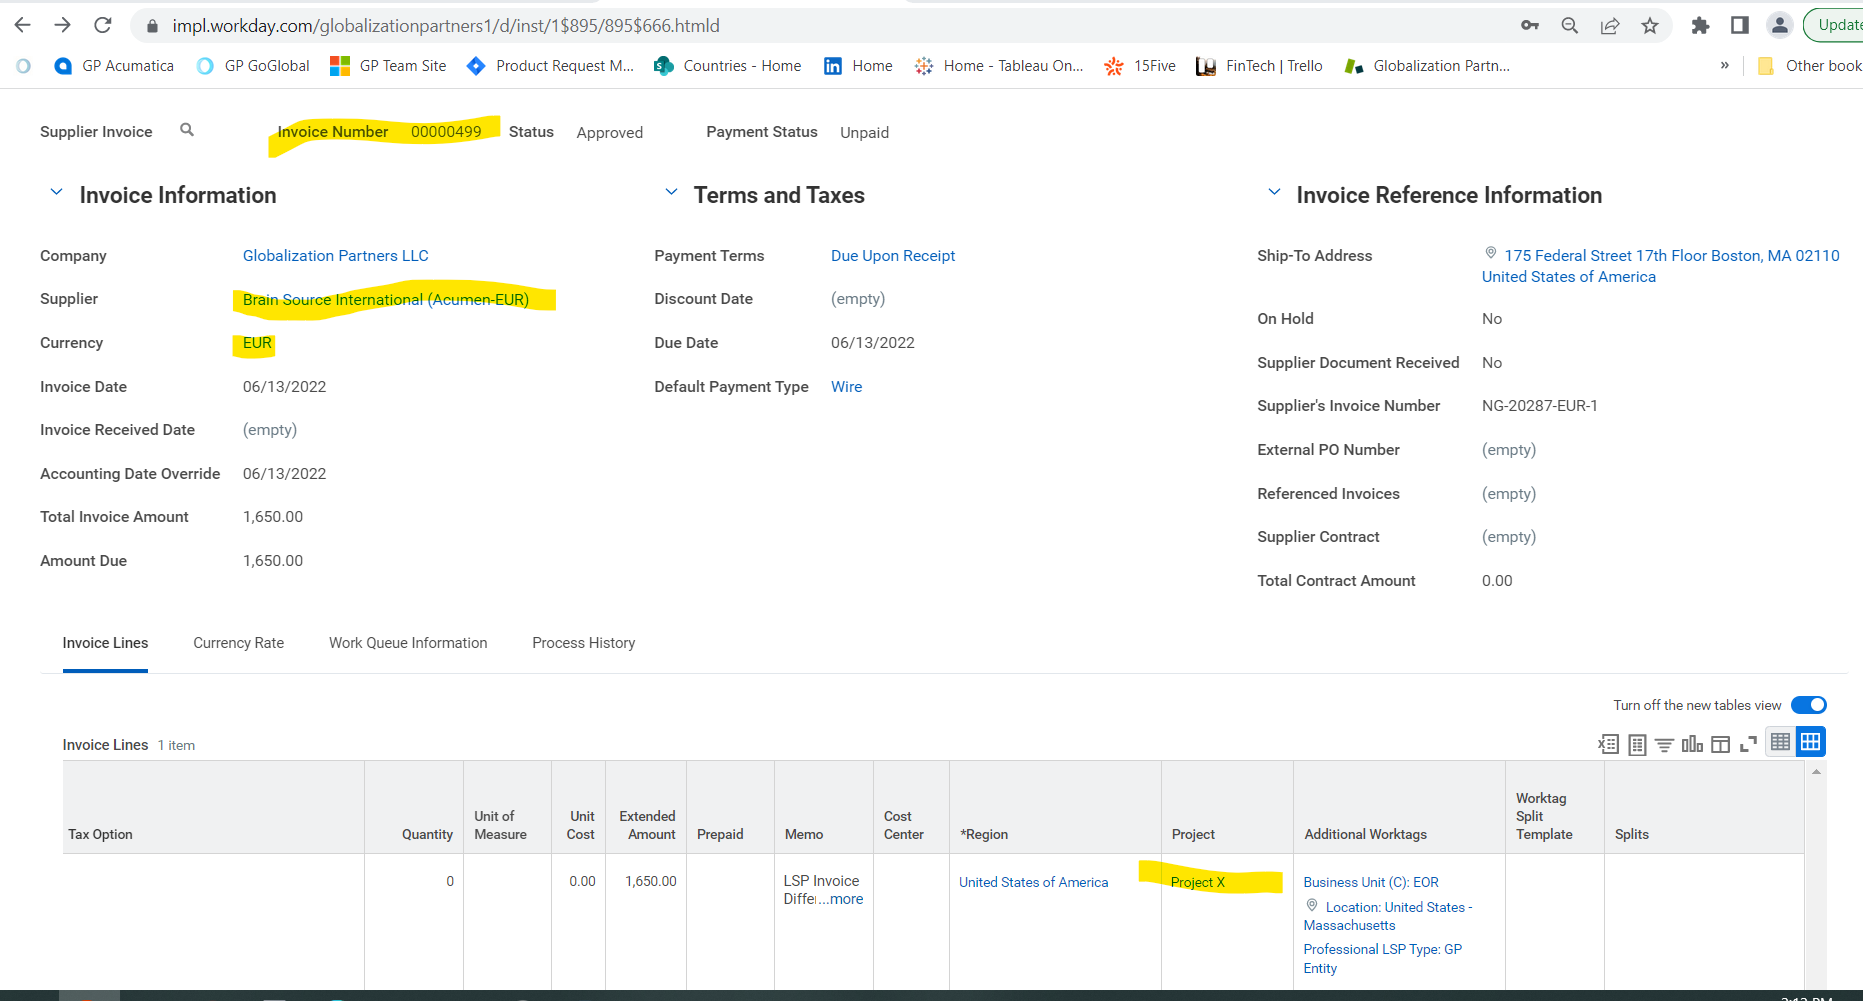 impl.workday.com/globalizationpartners1/d/inst/1$895/895$666.htmld
Update
GP Acumatica GP GoGlobal GP Team Site Product Request M... Countries - Home Home Home - Tableau On... 15Five FinTech | Trello Globalization Partn... » Other book
Supplier Invoice Invoice Number 00000499 Status Approved Payment Status Unpaid
Invoice Information
Company Globalization Partners LLC
Supplier Brain Source International (Acumen-EUR)
Currency EUR
Invoice Date 06/13/2022
Invoice Received Date (empty)
Accounting Date Override 06/13/2022
Total Invoice Amount 1,650.00
Amount Due 1,650.00
Terms and Taxes
Payment Terms Due Upon Receipt
Discount Date (empty)
Due Date 06/13/2022
Default Payment Type Wire
Invoice Reference Information
Ship-To Address 175 Federal Street 17th Floor Boston, MA 02110
United States of America
On Hold No
Supplier Document Received No
Supplier's Invoice Number NG-20287-EUR-1
External PO Number (empty)
Referenced Invoices (empty)
Supplier Contract (empty)
Total Contract Amount 0.00
Invoice Lines Currency Rate Work Queue Information Process History
Turn off the new tables view
Invoice Lines 1 item
Tax Option
Quantity
Unit of
Measure
Unit
Cost
Extended
Amount
Prepaid
Memo
Cost
Center
*Region
Project
Additional Worktags
Worktag
Split
Template
Splits
0
0.00
1,650.00
LSP Invoice
Differ...more
United States of America
Project X
Business Unit (C): EOR
Location: United States -
Massachusetts
Professional LSP Type: GP
Entity